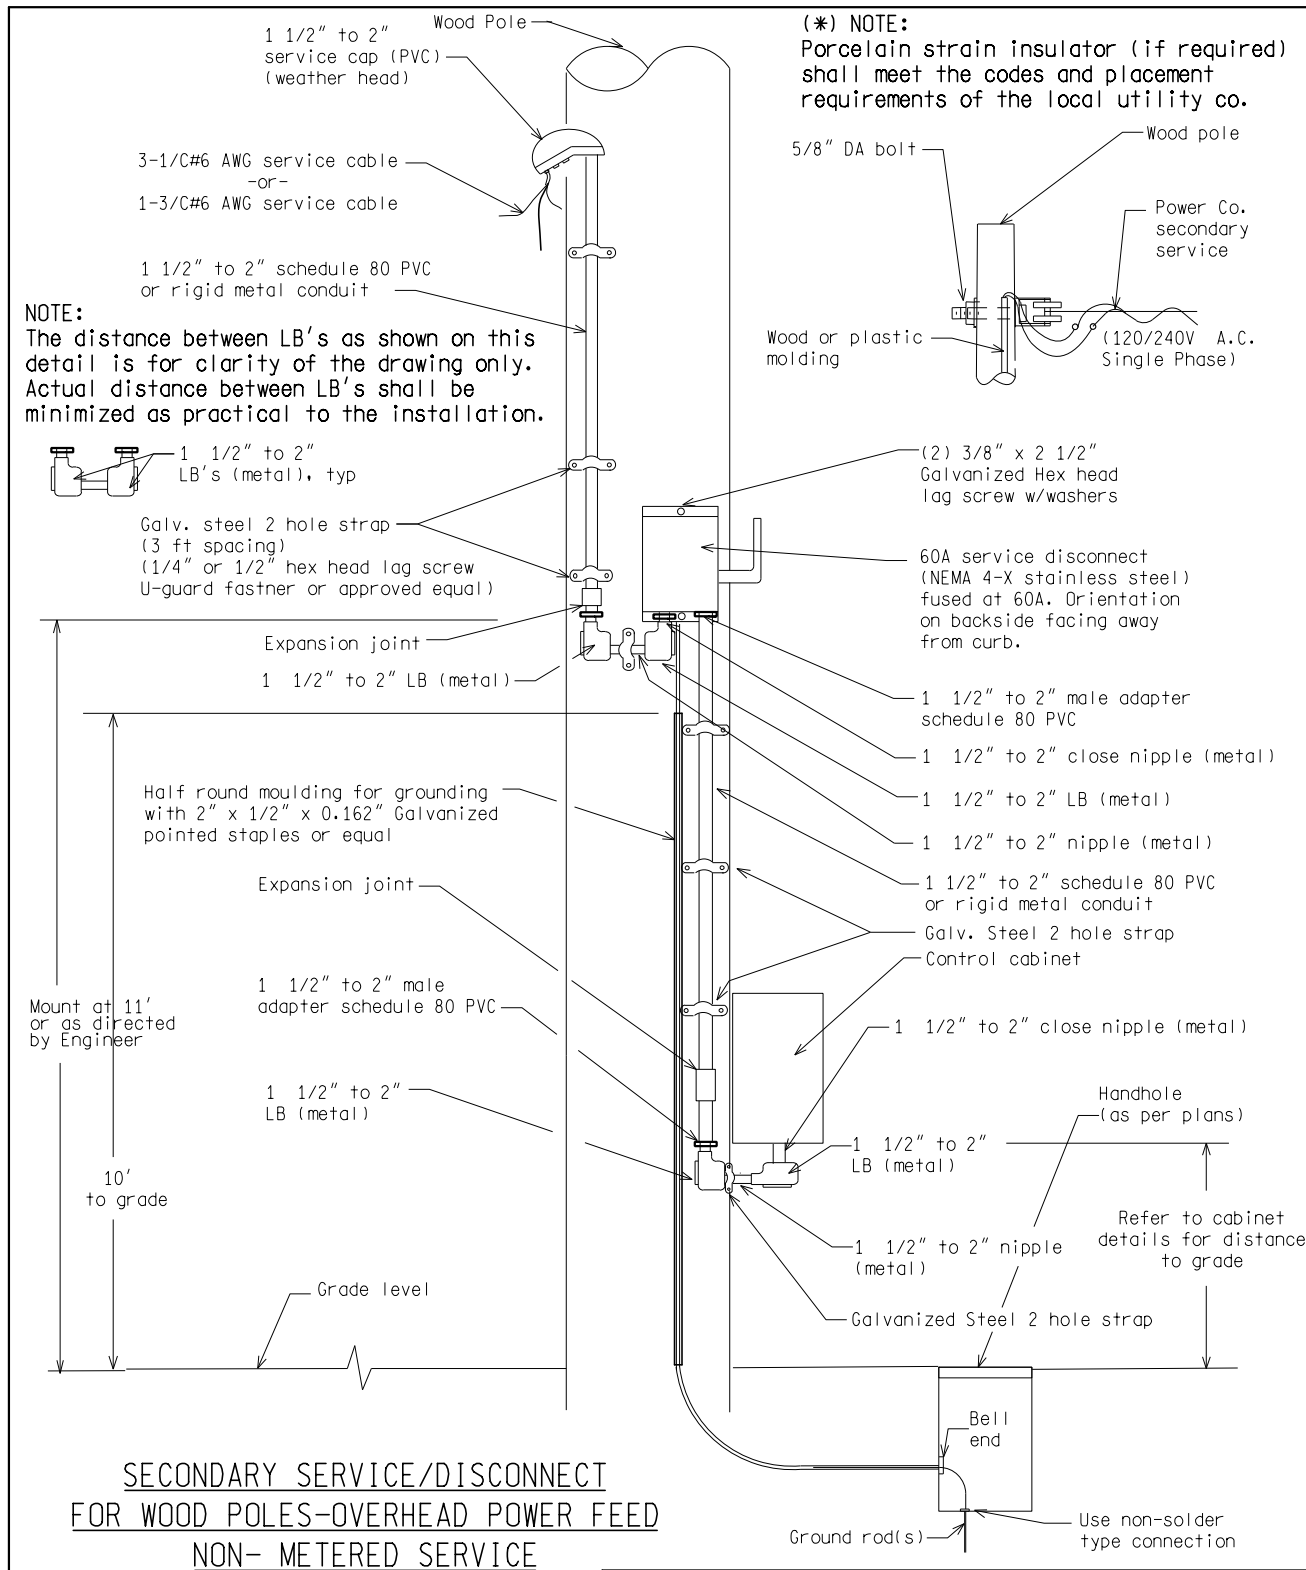 Wood Pole
1 1/2" to 2"
service cap (PVC)
(weather head)
(*) NOTE:
Porcelain strain insulator (if required)
shall meet the codes and placement
requirements of the local utility co.
3-1/C#6 AWG service cable
-or-
1-3/C#6 AWG service cable
5/8" DA bolt
Wood pole
Power Co.
secondary
service
1 1/2" to 2" schedule 80 PVC
or rigid metal conduit
NOTE:
The distance between LB's as shown on this
detail is for clarity of the drawing only.
Actual distance between LB's shall be
minimized as practical to the installation.
Wood or plastic
molding
(120/240V A.C.
Single Phase)
1 1/2" to 2"
LB's (metal), typ
(2) 3/8" x 2 1/2"
Galvanized Hex head
lag screw w/washers
Galv. steel 2 hole strap
(3 ft spacing)
(1/4" or 1/2" hex head lag screw
U-guard fastner or approved equal)
60A service disconnect
(NEMA 4-X stainless steel)
fused at 60A. Orientation
on backside facing away
from curb.
Expansion joint
1 1/2" to 2" LB (metal)
1 1/2" to 2" male adapter
schedule 80 PVC
1 1/2" to 2" close nipple (metal)
Half round moulding for grounding
with 2" x 1/2" x 0.162" Galvanized
pointed staples or equal
1 1/2" to 2" LB (metal)
1 1/2" to 2" nipple (metal)
Expansion joint
1 1/2" to 2" schedule 80 PVC
or rigid metal conduit
Galv. Steel 2 hole strap
Control cabinet
1 1/2" to 2" male
adapter schedule 80 PVC
Mount at 11'
or as directed
by Engineer
1 1/2" to 2" close nipple (metal)
1 1/2" to 2"
LB (metal)
Handhole
(as per plans)
1 1/2" to 2"
LB (metal)
10'
to grade
Refer to cabinet
details for distance
to grade
1 1/2" to 2" nipple
(metal)
Grade level
Galvanized Steel 2 hole strap
Bell
end
SECONDARY SERVICE/DISCONNECT
FOR WOOD POLES-OVERHEAD POWER FEED
NON- METERED SERVICE
Ground rod(s)
Use non-solder
type connection